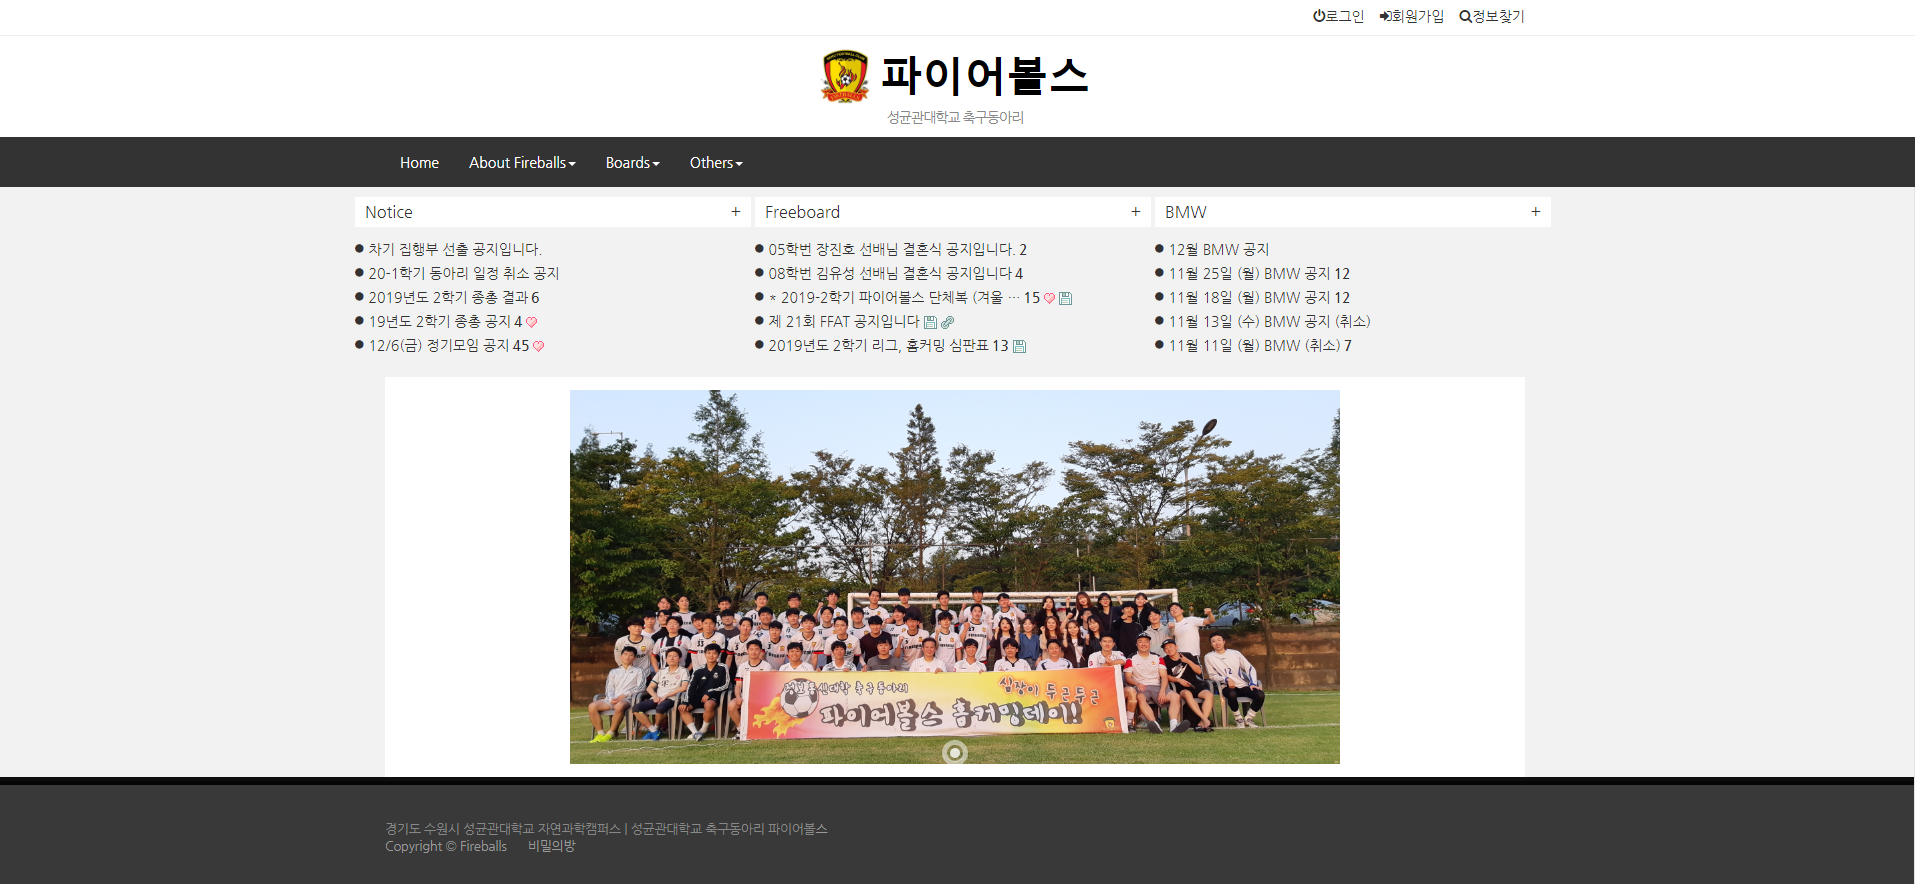 로그인 회원가입 정보찾기
파이어볼스
성균관대학교 축구동아리
Home About Fireballs Boards Others
Notice +
차기 집행부 선출 공지입니다.
20-1학기 동아리 일정 취소 공지
2019년도 2학기 종총 결과 6
19년도 2학기 종총 공지 4
12/6(금) 정기모임 공지 45
Freeboard +
05학번 장진호 선배님 결혼식 공지입니다. 2
08학번 김유성 선배님 결혼식 공지입니다 4
* 2019-2학기 파이어볼스 단체복 (겨울 … 15
제 21회 FFAT 공지입니다
2019년도 2학기 리그, 홈커밍 심판표 13
BMW +
12월 BMW 공지
11월 25일 (월) BMW 공지 12
11월 18일 (월) BMW 공지 12
11월 13일 (수) BMW 공지 (취소)
11월 11일 (월) BMW (취소) 7
정보통신대학 축구동아리 심장이 두근두근
파이어볼스 홈커밍데이!
경기도 수원시 성균관대학교 자연과학캠퍼스 | 성균관대학교 축구동아리 파이어볼스
Copyright © Fireballs 비밀의방